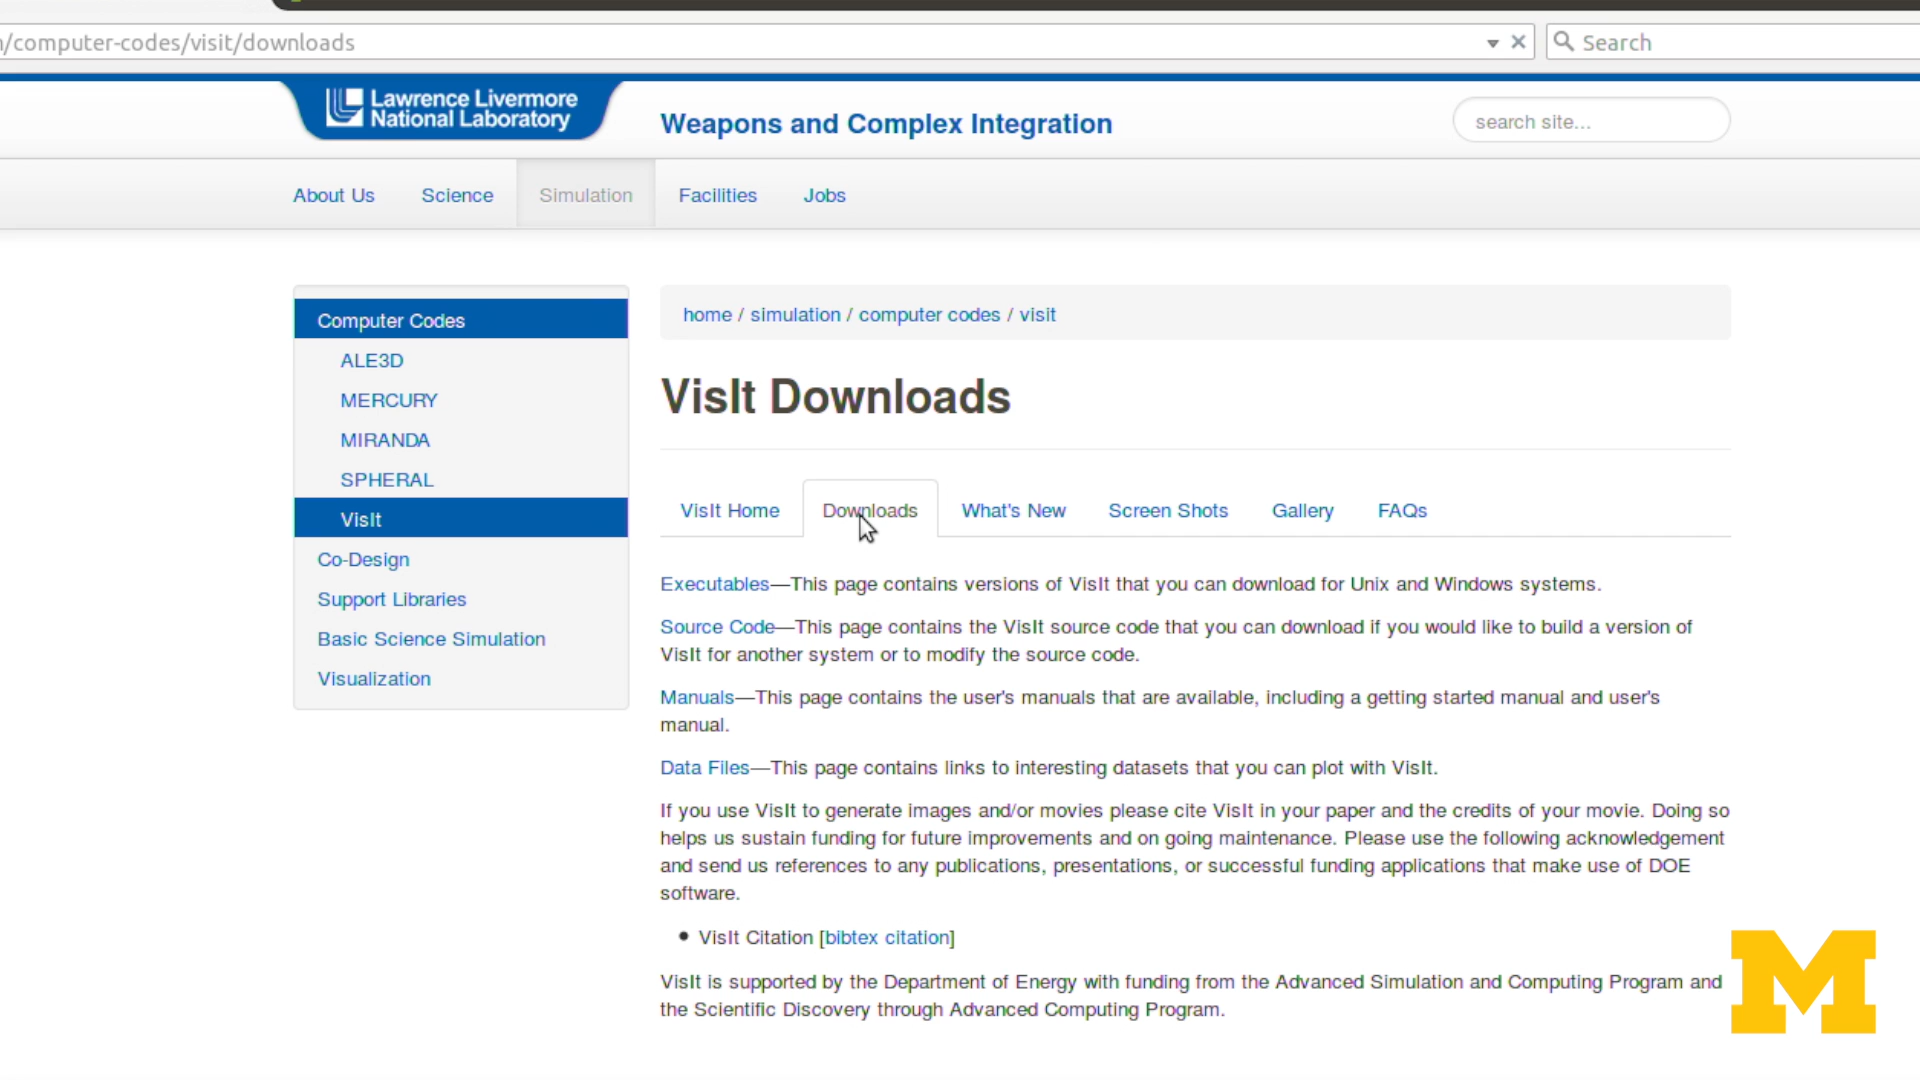 /computer-codes/visit/downloads
Search
Lawrence Livermore
National Laboratory
Weapons and Complex Integration
search site...
About Us
Science
Simulation
Facilities
Jobs
Computer Codes
ALE3D
MERCURY
MIRANDA
SPHERAL
VisIt
Co-Design
Support Libraries
Basic Science Simulation
Visualization
home / simulation / computer codes / visit
VisIt Downloads
VisIt Home
Downloads
What's New
Screen Shots
Gallery
FAQs
Executables—This page contains versions of VisIt that you can download for Unix and Windows systems.
Source Code—This page contains the VisIt source code that you can download if you would like to build a version of
VisIt for another system or to modify the source code.
Manuals—This page contains the user's manuals that are available, including a getting started manual and user's
manual.
Data Files—This page contains links to interesting datasets that you can plot with VisIt.
If you use VisIt to generate images and/or movies please cite VisIt in your paper and the credits of your movie. Doing so
helps us sustain funding for future improvements and on going maintenance. Please use the following acknowledgement
and send us references to any publications, presentations, or successful funding applications that make use of DOE
software.
• VisIt Citation [bibtex citation]
VisIt is supported by the Department of Energy with funding from the Advanced Simulation and Computing Program and
the Scientific Discovery through Advanced Computing Program.
M